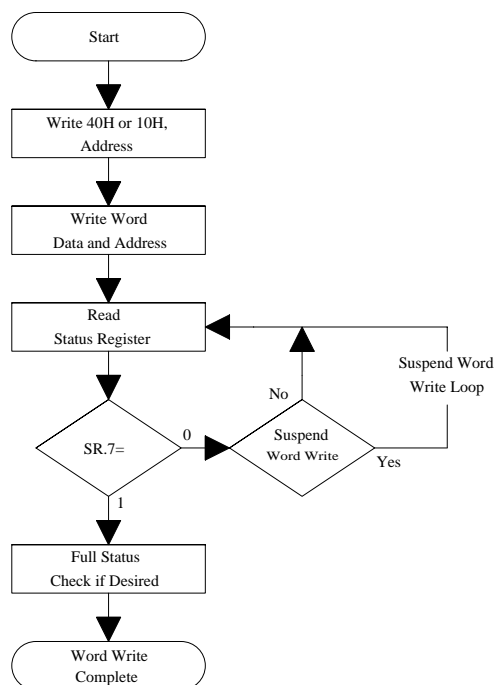 Start
Write 40H or 10H,
Address
Write Word
Data and Address
Read
Status Register
Suspend Word
Write Loop
No
SR.7=
0
Suspend
Word Write
Yes
1
Full Status
Check if Desired
Word Write
Complete